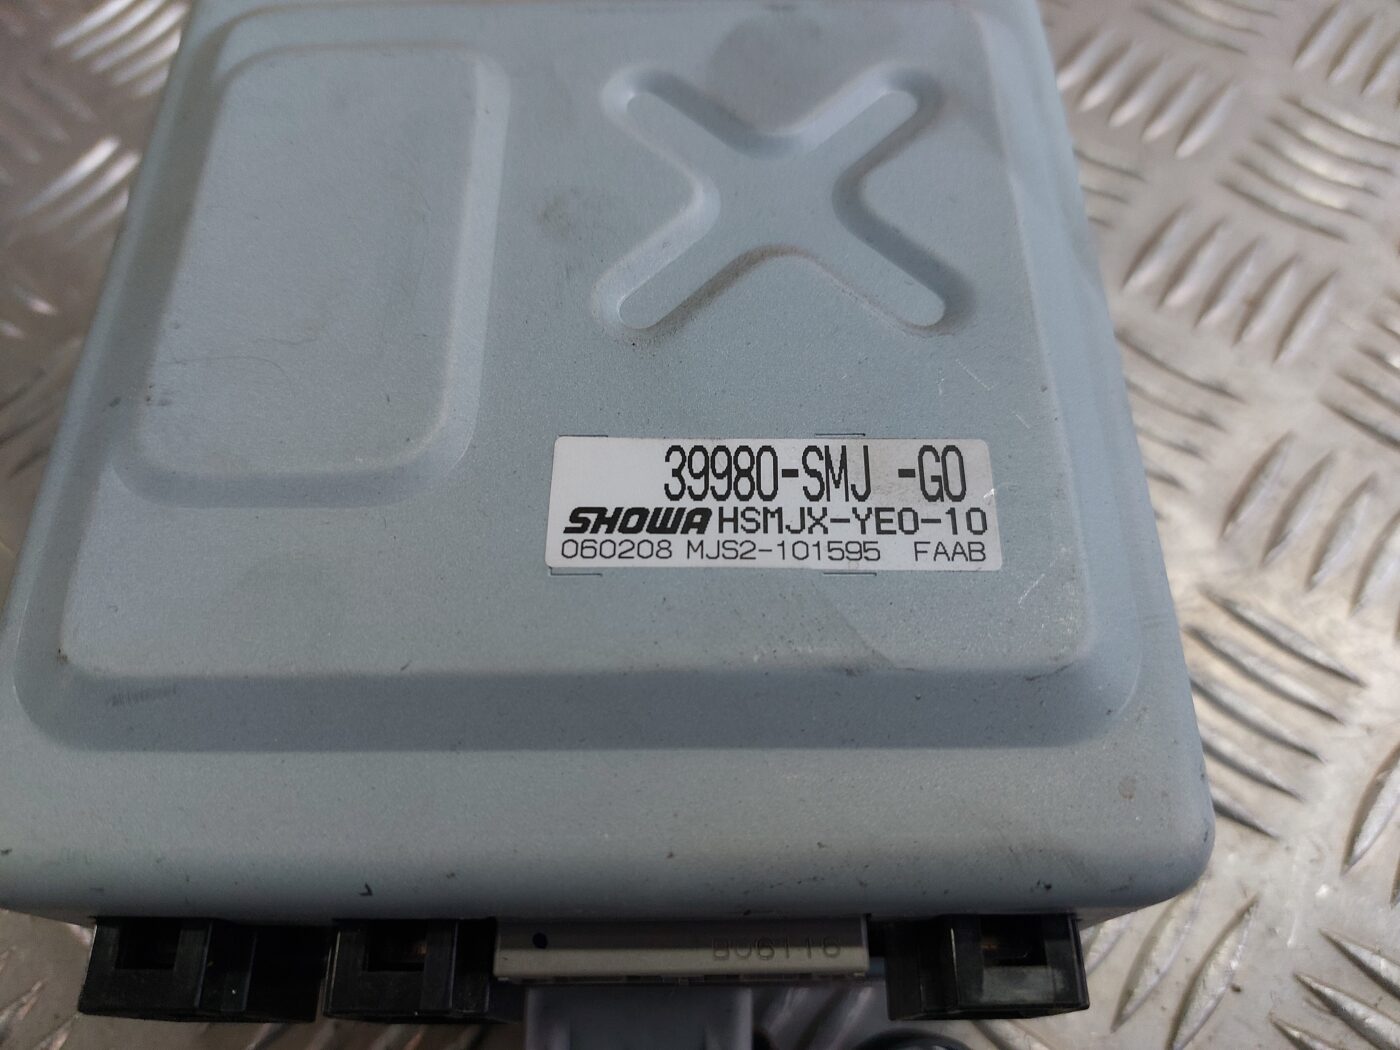 39980-SMJ -G0
SHOWA HSMJX-YE0-10
060208 MJS2-101595 FAAB